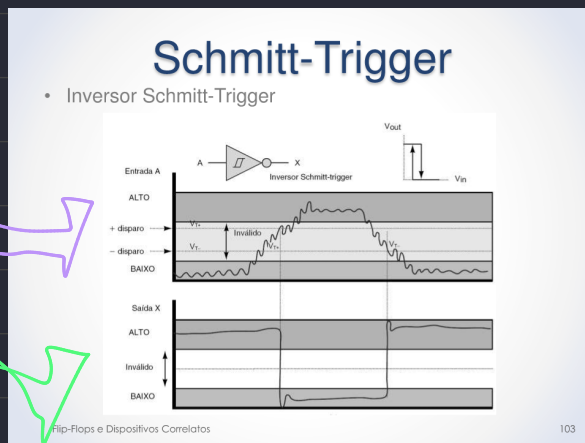 Schmitt-Trigger
• Inversor Schmitt-Trigger
Vout
A
X
Vin
Inversor Schmitt-trigger
Entrada A
ALTO
+ disparo
VT+
Inválido
– disparo
VT-
VT+
VT-
BAIXO
Saída X
ALTO
Inválido
BAIXO
Flip-Flops e Dispositivos Correlatos
103